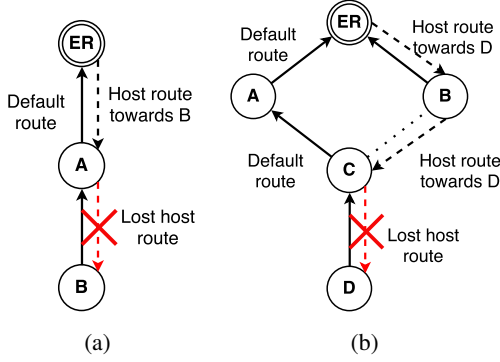 ER
Default
route
Host route
towards B
A
Lost host
route
B
(a)
ER
Default
route
Host route
towards D
A
B
Default
route
C
Host route
towards D
Lost host
route
D
(b)